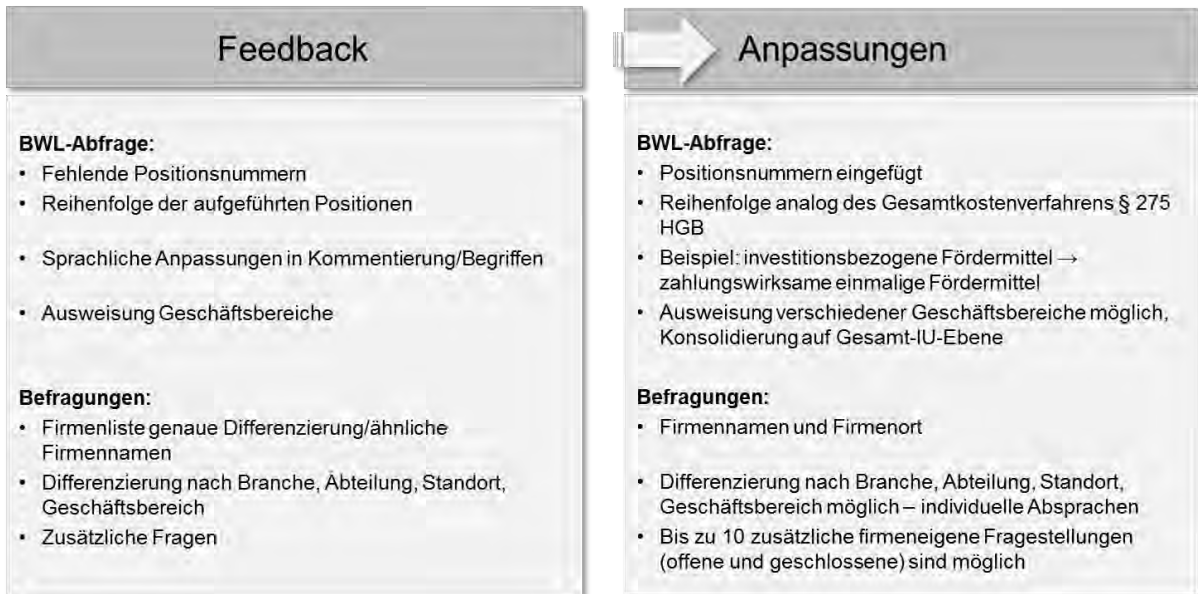 Feedback
BWL-Abfrage:
• Fehlende Positionsnummern
• Reihenfolge der aufgeführten Positionen
• Sprachliche Anpassungen in Kommentierung/Begriffen
• Ausweisung Geschäftsbereiche
Befragungen:
• Firmenliste genaue Differenzierung/ähnliche
Firmennamen
• Differenzierung nach Branche, Abteilung, Standort,
Geschäftsbereich
• Zusätzliche Fragen
Anpassungen
BWL-Abfrage:
• Positionsnummern eingefügt
• Reihenfolge analog des Gesamtkostenverfahrens § 275
HGB
• Beispiel: investitionsbezogene Fördermittel →
zahlungswirksame einmalige Fördermittel
• Ausweisung verschiedener Geschäftsbereiche möglich,
Konsolidierung auf Gesamt-IU-Ebene
Befragungen:
• Firmennamen und Firmenort
• Differenzierung nach Branche, Abteilung, Standort,
Geschäftsbereich möglich – individuelle Absprachen
• Bis zu 10 zusätzliche firmeneigene Fragestellungen
(offene und geschlossene) sind möglich